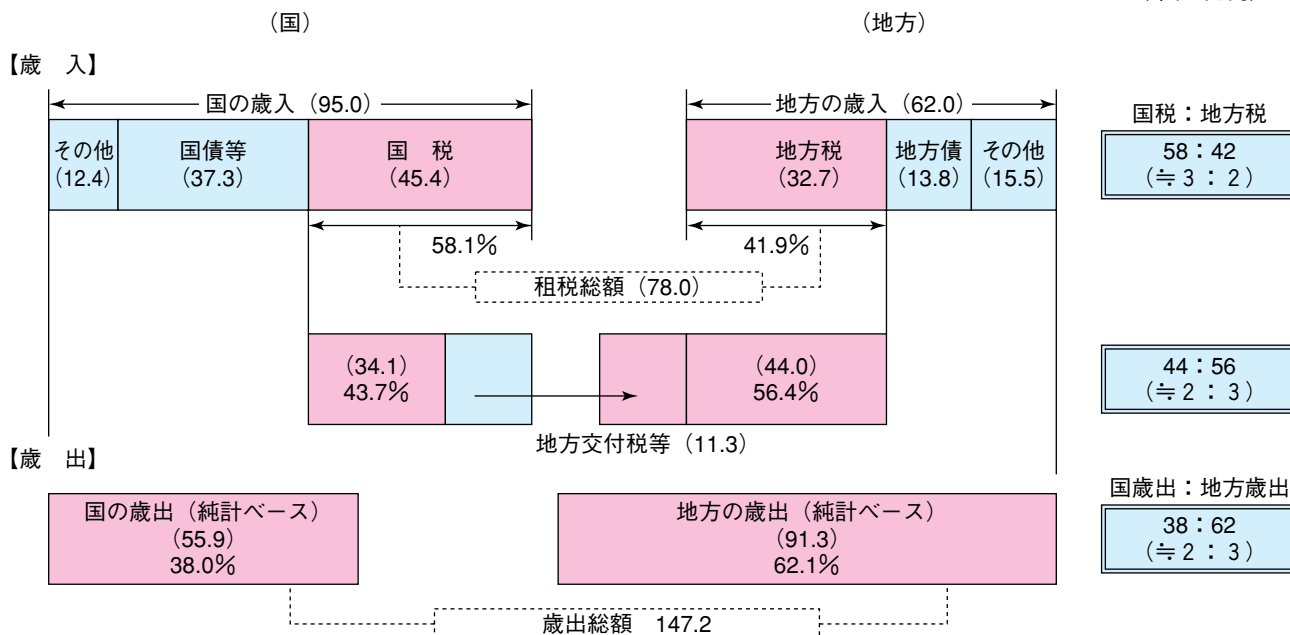 （国）
（地方）
【歳　入】
国の歳入（95.0）
地方の歳入（62.0）
国税：地方税
その他
（12.4）
国債等
（37.3）
国　税
（45.4）
地方税
（32.7）
地方債
（13.8）
その他
（15.5）
58：42
（≒3：2）
58.1％
41.9％
租税総額（78.0）
（34.1）
43.7％
（44.0）
56.4％
44：56
（≒2：3）
地方交付税等（11.3）
【歳　出】
国歳出：地方歳出
国の歳出（純計ベース）
（55.9）
38.0％
地方の歳出（純計ベース）
（91.3）
62.1％
38：62
（≒2：3）
歳出総額　147.2